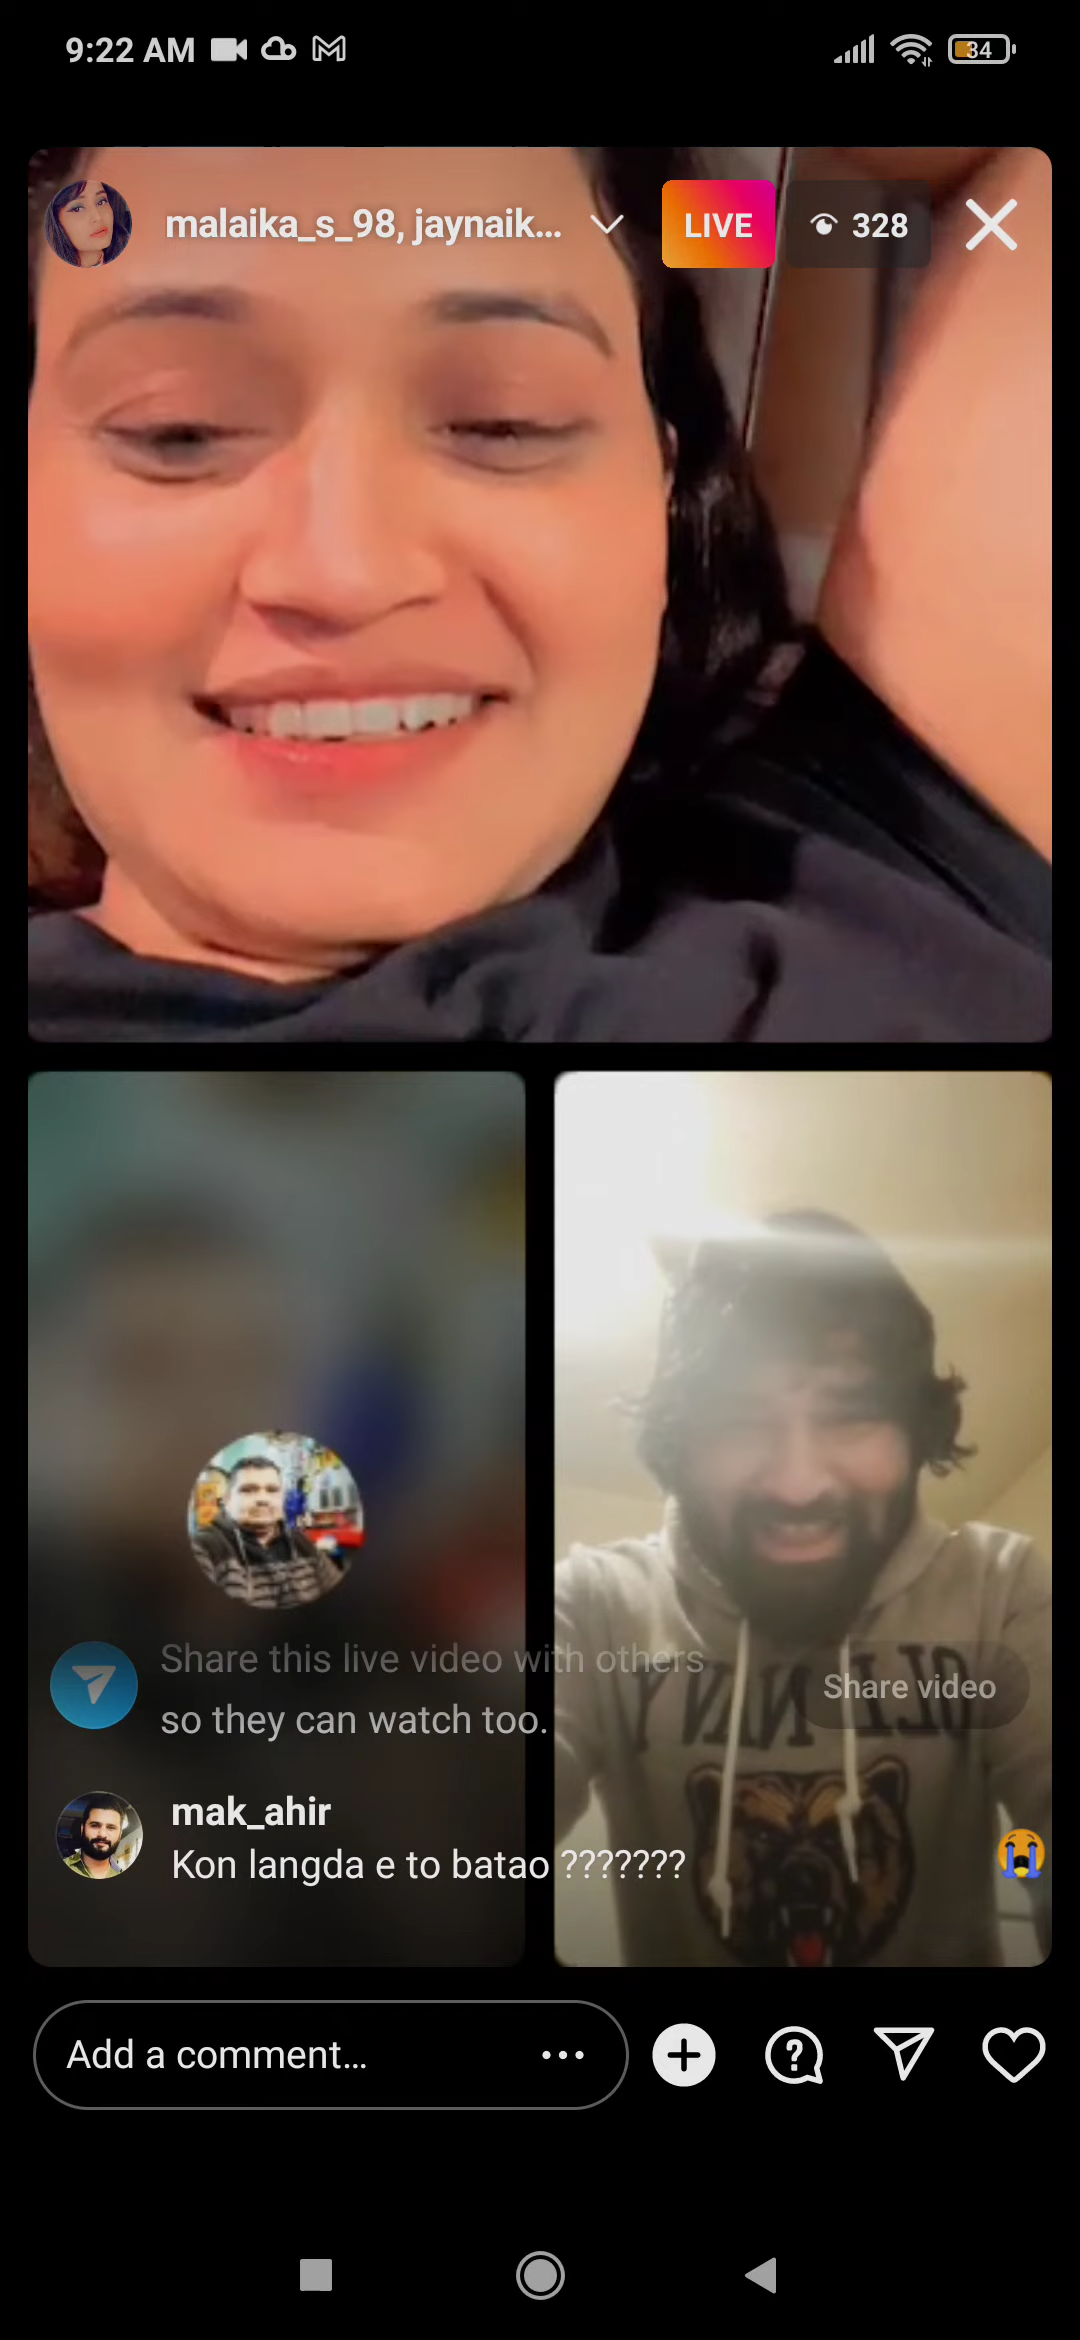 9:22 AM
34
malaika_s_98, jaynaik...
LIVE
328
Share this live video with others
so they can watch too.
Share video
mak_ahir
Kon langda e to batao ???????
Add a comment...